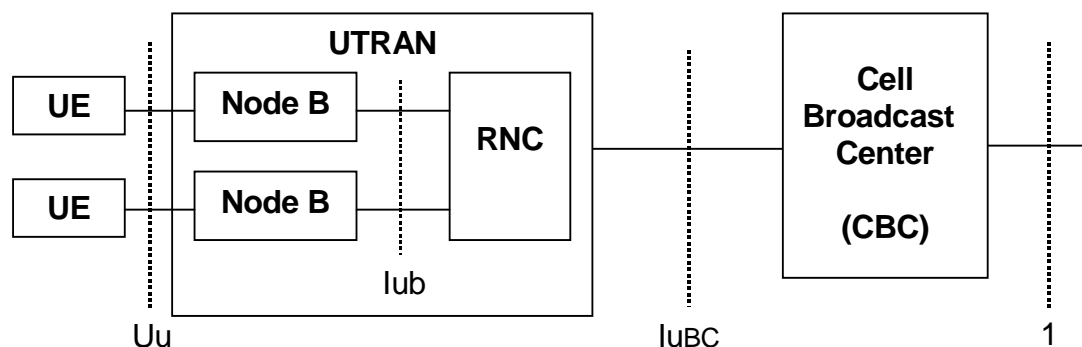 UTRAN
UE
Node B
RNC
UE
Node B
Iub
Uu
IuBC
Cell
Broadcast
Center
(CBC)
1